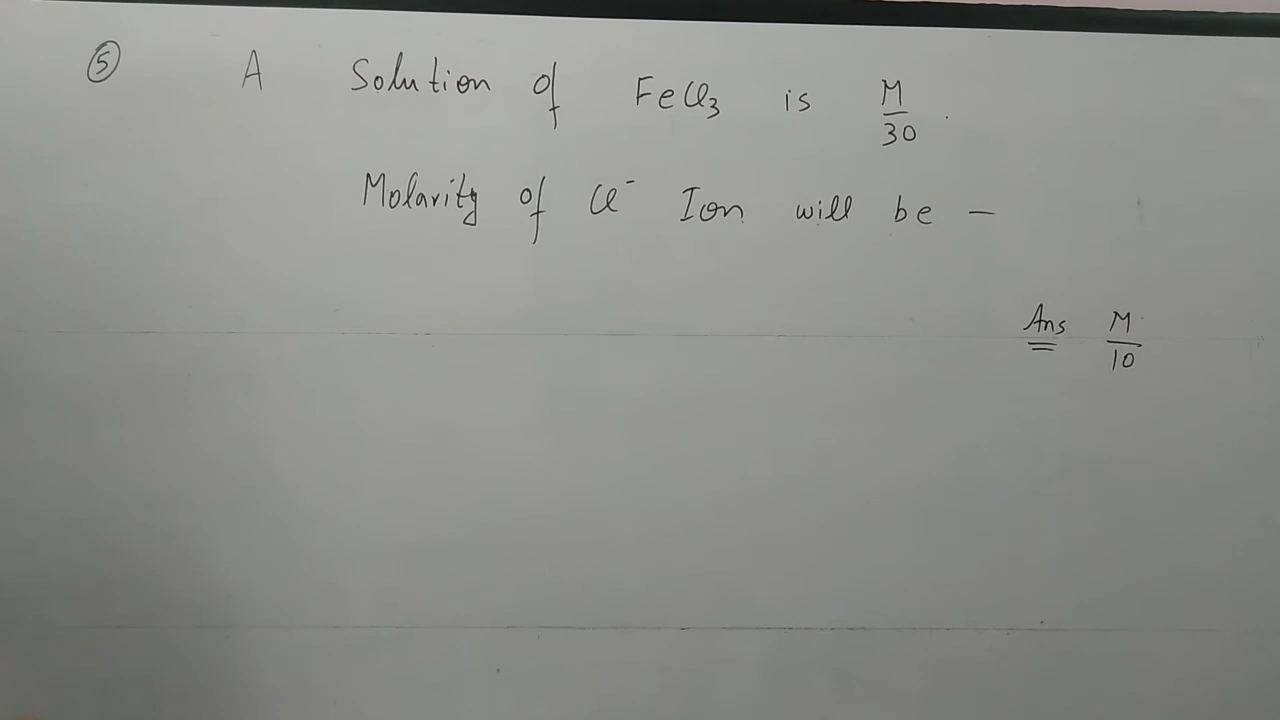 ⑤ A Solution of FeCl₃ is M/30.
Molarity of Cl⁻ Ion will be –
Ans M/10